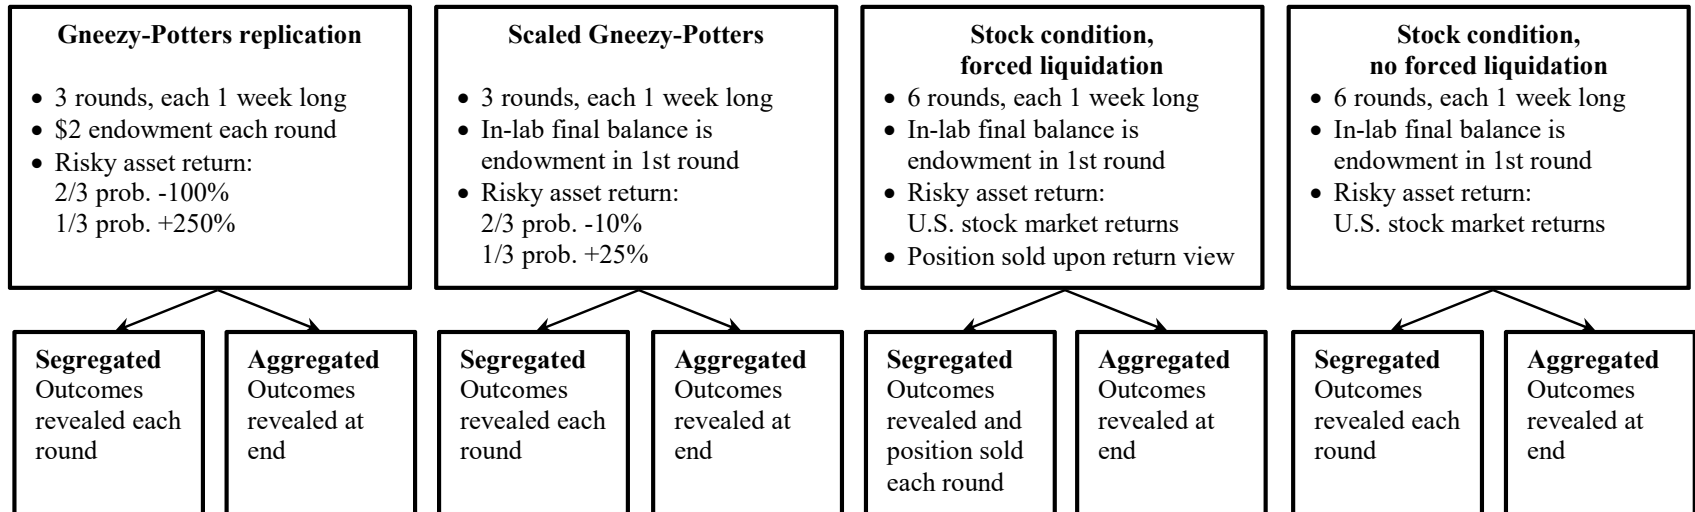 Gneezy-Potters replication
• 3 rounds, each 1 week long
• $2 endowment each round
• Risky asset return:
2/3 prob. -100%
1/3 prob. +250%
Scaled Gneezy-Potters
• 3 rounds, each 1 week long
• In-lab final balance is
endowment in 1st round
• Risky asset return:
2/3 prob. -10%
1/3 prob. +25%
Stock condition,
forced liquidation
• 6 rounds, each 1 week long
• In-lab final balance is
endowment in 1st round
• Risky asset return:
U.S. stock market returns
• Position sold upon return view
Stock condition,
no forced liquidation
• 6 rounds, each 1 week long
• In-lab final balance is
endowment in 1st round
• Risky asset return:
U.S. stock market returns
Segregated
Outcomes
revealed each
round
Aggregated
Outcomes
revealed at
end
Segregated
Outcomes
revealed each
round
Aggregated
Outcomes
revealed at
end
Segregated
Outcomes
revealed and
position sold
each round
Aggregated
Outcomes
revealed at
end
Segregated
Outcomes
revealed each
round
Aggregated
Outcomes
revealed at
end